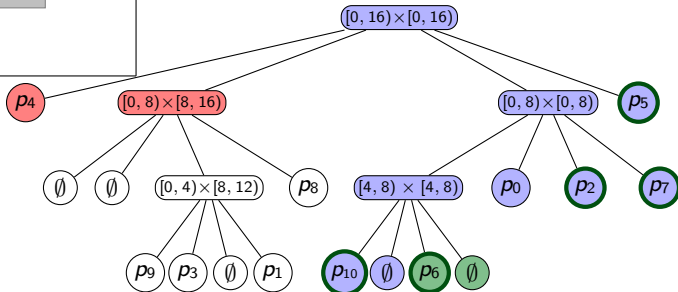 [0, 16)×[0, 16)
p4 [0, 8)×[8, 16) [0, 8)×[0, 8) p5
∅ ∅ [0, 4)×[8, 12) p8 [4, 8) × [4, 8) p0 p2 p7
p9 p3 ∅ p1 p10 ∅ p6 ∅